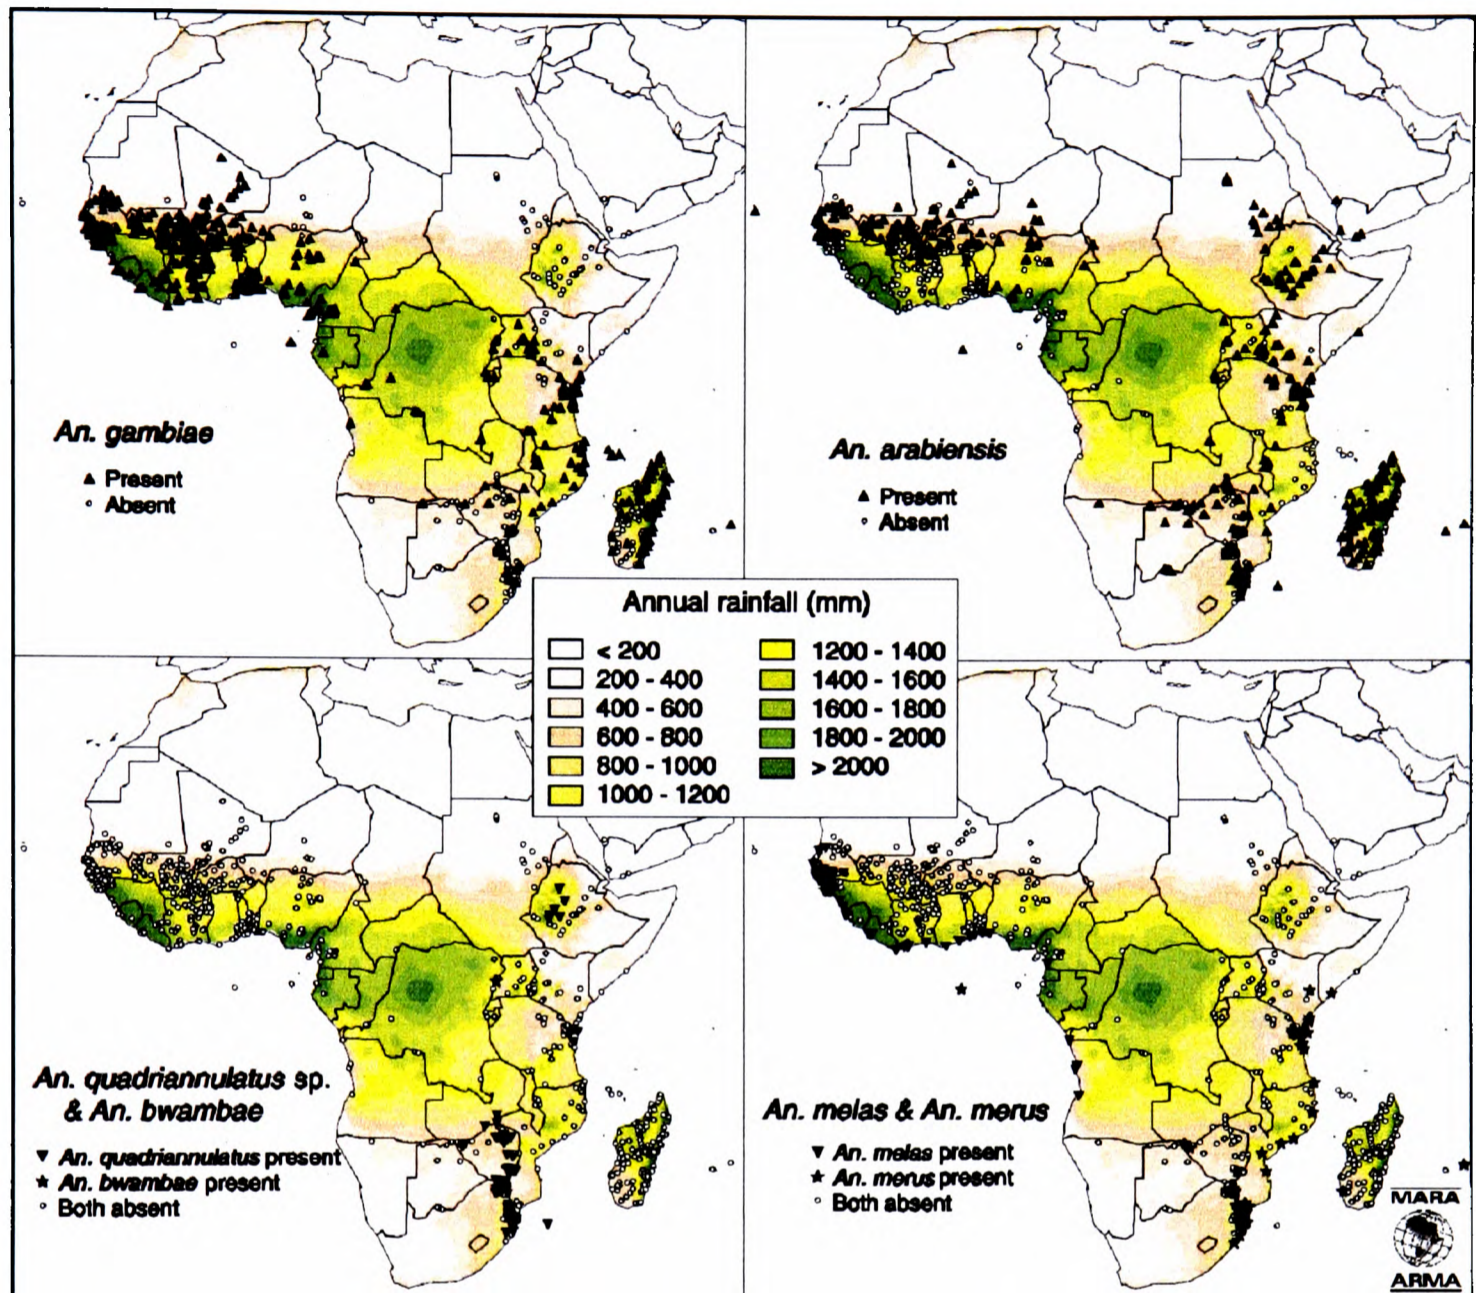 An. gambiae
▲ Present
○ Absent
An. arabiensis
▲ Present
○ Absent
Annual rainfall (mm)
< 200
200 - 400
400 - 600
600 - 800
800 - 1000
1000 - 1200
1200 - 1400
1400 - 1600
1600 - 1800
1800 - 2000
> 2000
An. quadriannulatus sp.
& An. bwambae
▼ An. quadriannulatus present
★ An. bwambae present
○ Both absent
An. melas & An. merus
▼ An. melas present
★ An. merus present
○ Both absent
MARA
ARMA